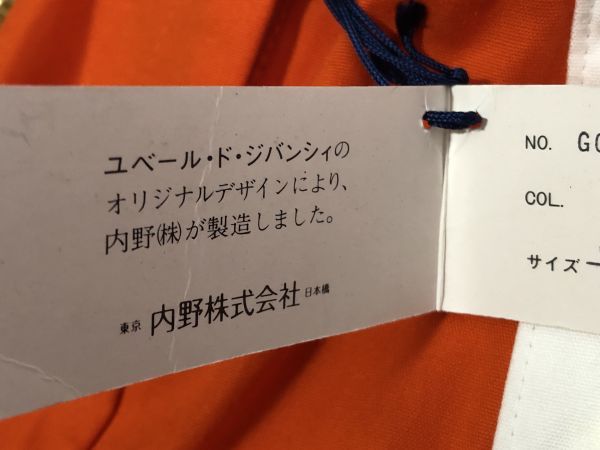 ユベール・ド・ジバンシィの
オリジナルデザインにより、
内野(株)が製造しました。
東京 内野株式会社 日本橋
NO.
COL.
サイズ